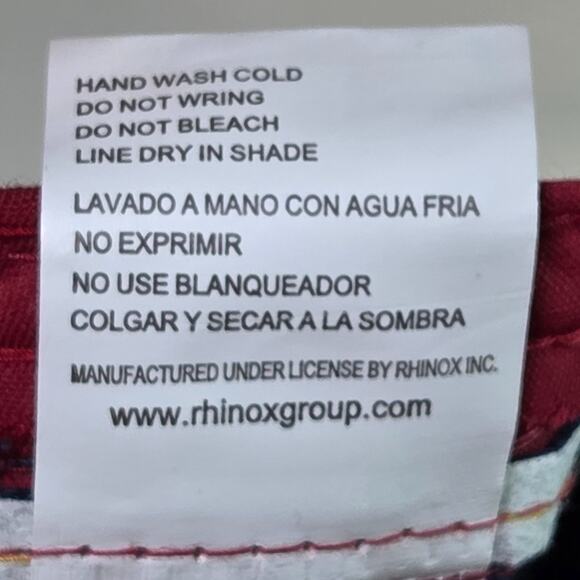 HAND WASH COLD
DO NOT WRING
DO NOT BLEACH
LINE DRY IN SHADE
LAVADO A MANO CON AGUA FRIA
NO EXPRIMIR
NO USE BLANQUEADOR
COLGAR Y SECAR A LA SOMBRA
MANUFACTURED UNDER LICENSE BY RHINOX INC.
www.rhinoxgroup.com